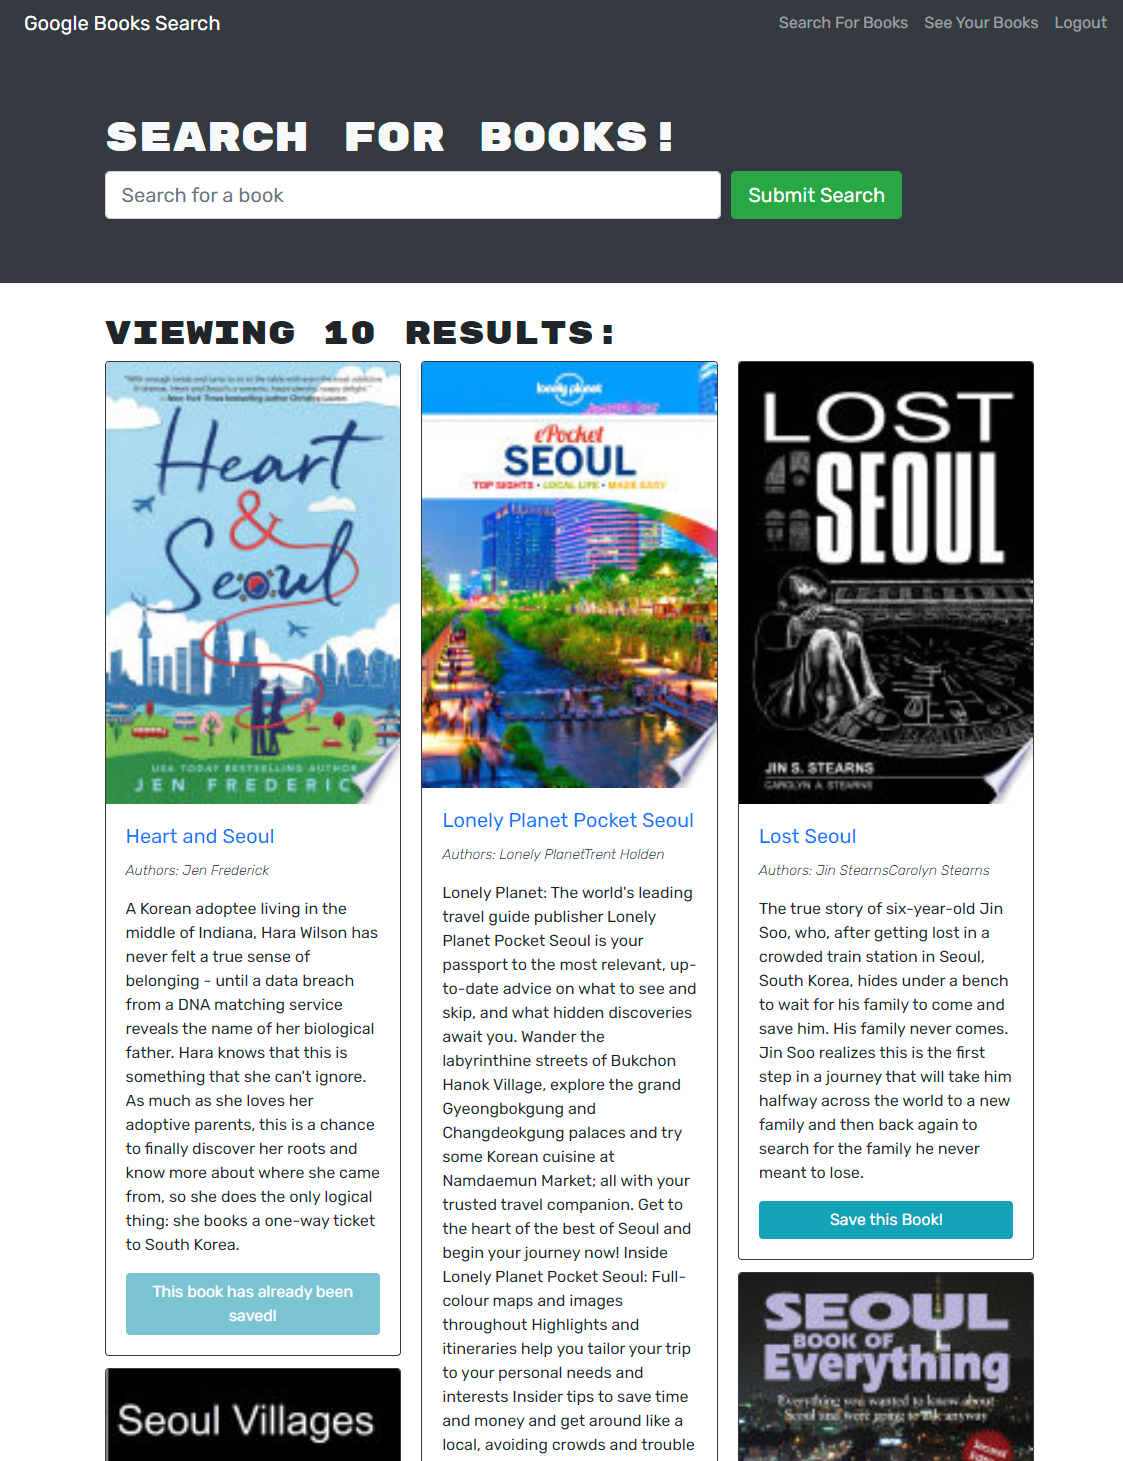 Google Books Search
Search For Books
See Your Books
Logout
SEARCH FOR BOOKS!
Search for a book
Submit Search
VIEWING 10 RESULTS:
Heart
&
Seoul
USA TODAY BESTSELLING AUTHOR
JEN FREDERIC
Heart and Seoul
Authors: Jen Frederick
A Korean adoptee living in the
middle of Indiana, Hara Wilson has
never felt a true sense of
belonging - until a data breach
from a DNA matching service
reveals the name of her biological
father. Hara knows that this is
something that she can't ignore.
As much as she loves her
adoptive parents, this is a chance
to finally discover her roots and
know more about where she came
from, so she does the only logical
thing: she books a one-way ticket
to South Korea.
This book has already been
saved!
Seoul Villages
lonely planet
ePocket
SEOUL
TOP SIGHTS • LOCAL LIFE • MADE EASY
Lonely Planet Pocket Seoul
Authors: Lonely PlanetTrent Holden
Lonely Planet: The world's leading
travel guide publisher Lonely
Planet Pocket Seoul is your
passport to the most relevant, up-
to-date advice on what to see and
skip, and what hidden discoveries
await you. Wander the
labyrinthine streets of Bukchon
Hanok Village, explore the grand
Gyeongbokgung and
Changdeokgung palaces and try
some Korean cuisine at
Namdaemun Market; all with your
trusted travel companion. Get to
the heart of the best of Seoul and
begin your journey now! Inside
Lonely Planet Pocket Seoul: Full-
colour maps and images
throughout Highlights and
itineraries help you tailor your trip
to your personal needs and
interests Insider tips to save time
and money and get around like a
local, avoiding crowds and trouble
LOST
SEOUL
JIN S. STEARNS
CAROLYN A. STEARNS
Lost Seoul
Authors: Jin StearnsCarolyn Stearns
The true story of six-year-old Jin
Soo, who, after getting lost in a
crowded train station in Seoul,
South Korea, hides under a bench
to wait for his family to come and
save him. His family never comes.
Jin Soo realizes this is the first
step in a journey that will take him
halfway across the world to a new
family and then back again to
search for the family he never
meant to lose.
Save this Book!
SEOUL
BOOK OF
Everything
Everything you wanted to know about
Seoul and were going to ask anyway